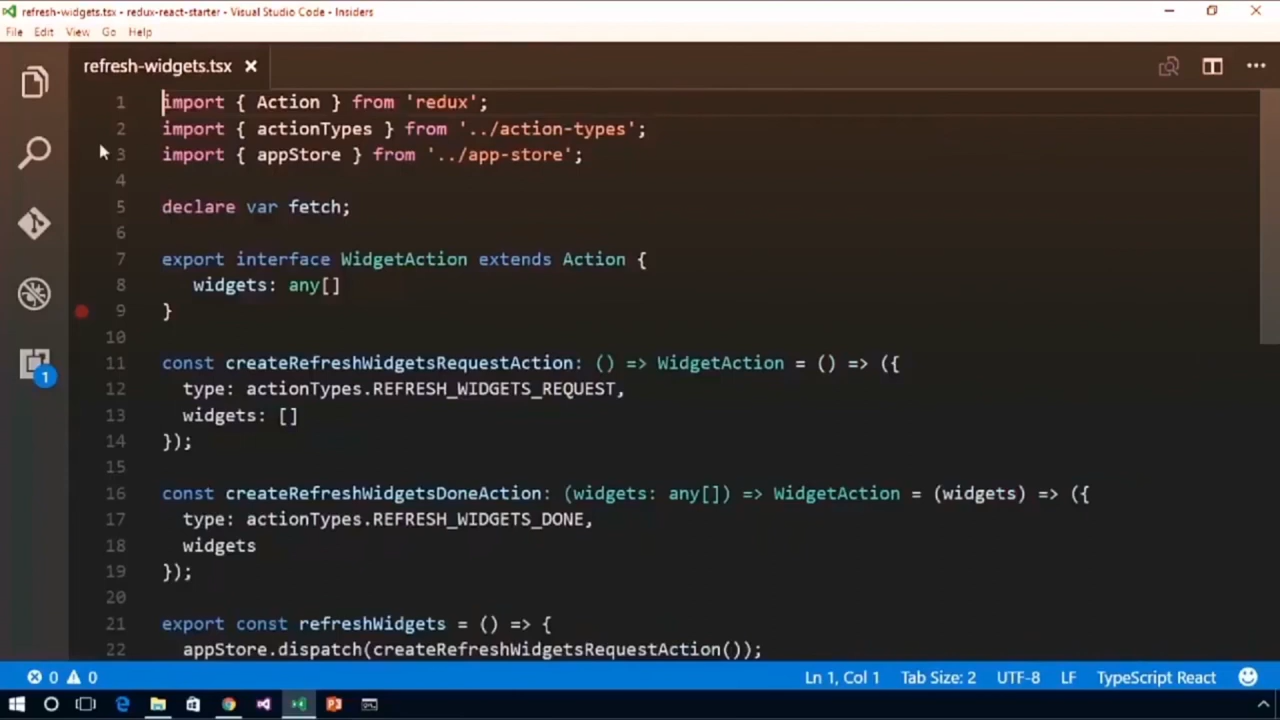 refresh-widgets.tsx - redux-react-starter - Visual Studio Code - Insiders
File Edit View Go Help
refresh-widgets.tsx
1 import { Action } from 'redux';
2 import { actionTypes } from '../action-types';
3 import { appStore } from '../app-store';
4
5 declare var fetch;
6
7 export interface WidgetAction extends Action {
8 widgets: any[]
9 }
10
11 const createRefreshWidgetsRequestAction: () => WidgetAction = () => ({
12 type: actionTypes.REFRESH_WIDGETS_REQUEST,
13 widgets: []
14 });
15
16 const createRefreshWidgetsDoneAction: (widgets: any[]) => WidgetAction = (widgets) => ({
17 type: actionTypes.REFRESH_WIDGETS_DONE,
18 widgets
19 });
20
21 export const refreshWidgets = () => {
22 appStore.dispatch(createRefreshWidgetsRequestAction());
1
0 0 Ln 1, Col 1 Tab Size: 2 UTF-8 LF TypeScript React